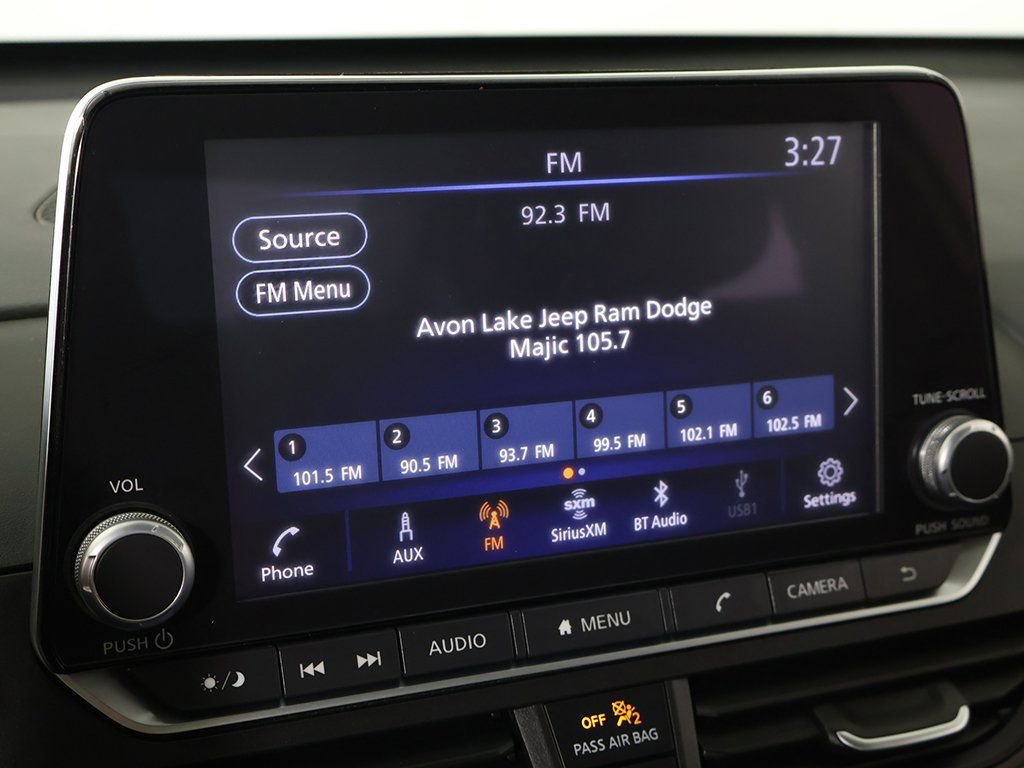 FM
3:27
92.3 FM
Source
FM Menu
Avon Lake Jeep Ram Dodge
Majic 105.7
1
101.5 FM
2
90.5 FM
3
93.7 FM
4
99.5 FM
5
102.1 FM
6
102.5 FM
Phone
AUX
FM
sxm
SiriusXM
BT Audio
USB1
Settings
VOL
PUSH
TUNE·SCROLL
PUSH SOUND
AUDIO
MENU
CAMERA
OFF
2
PASS AIR BAG